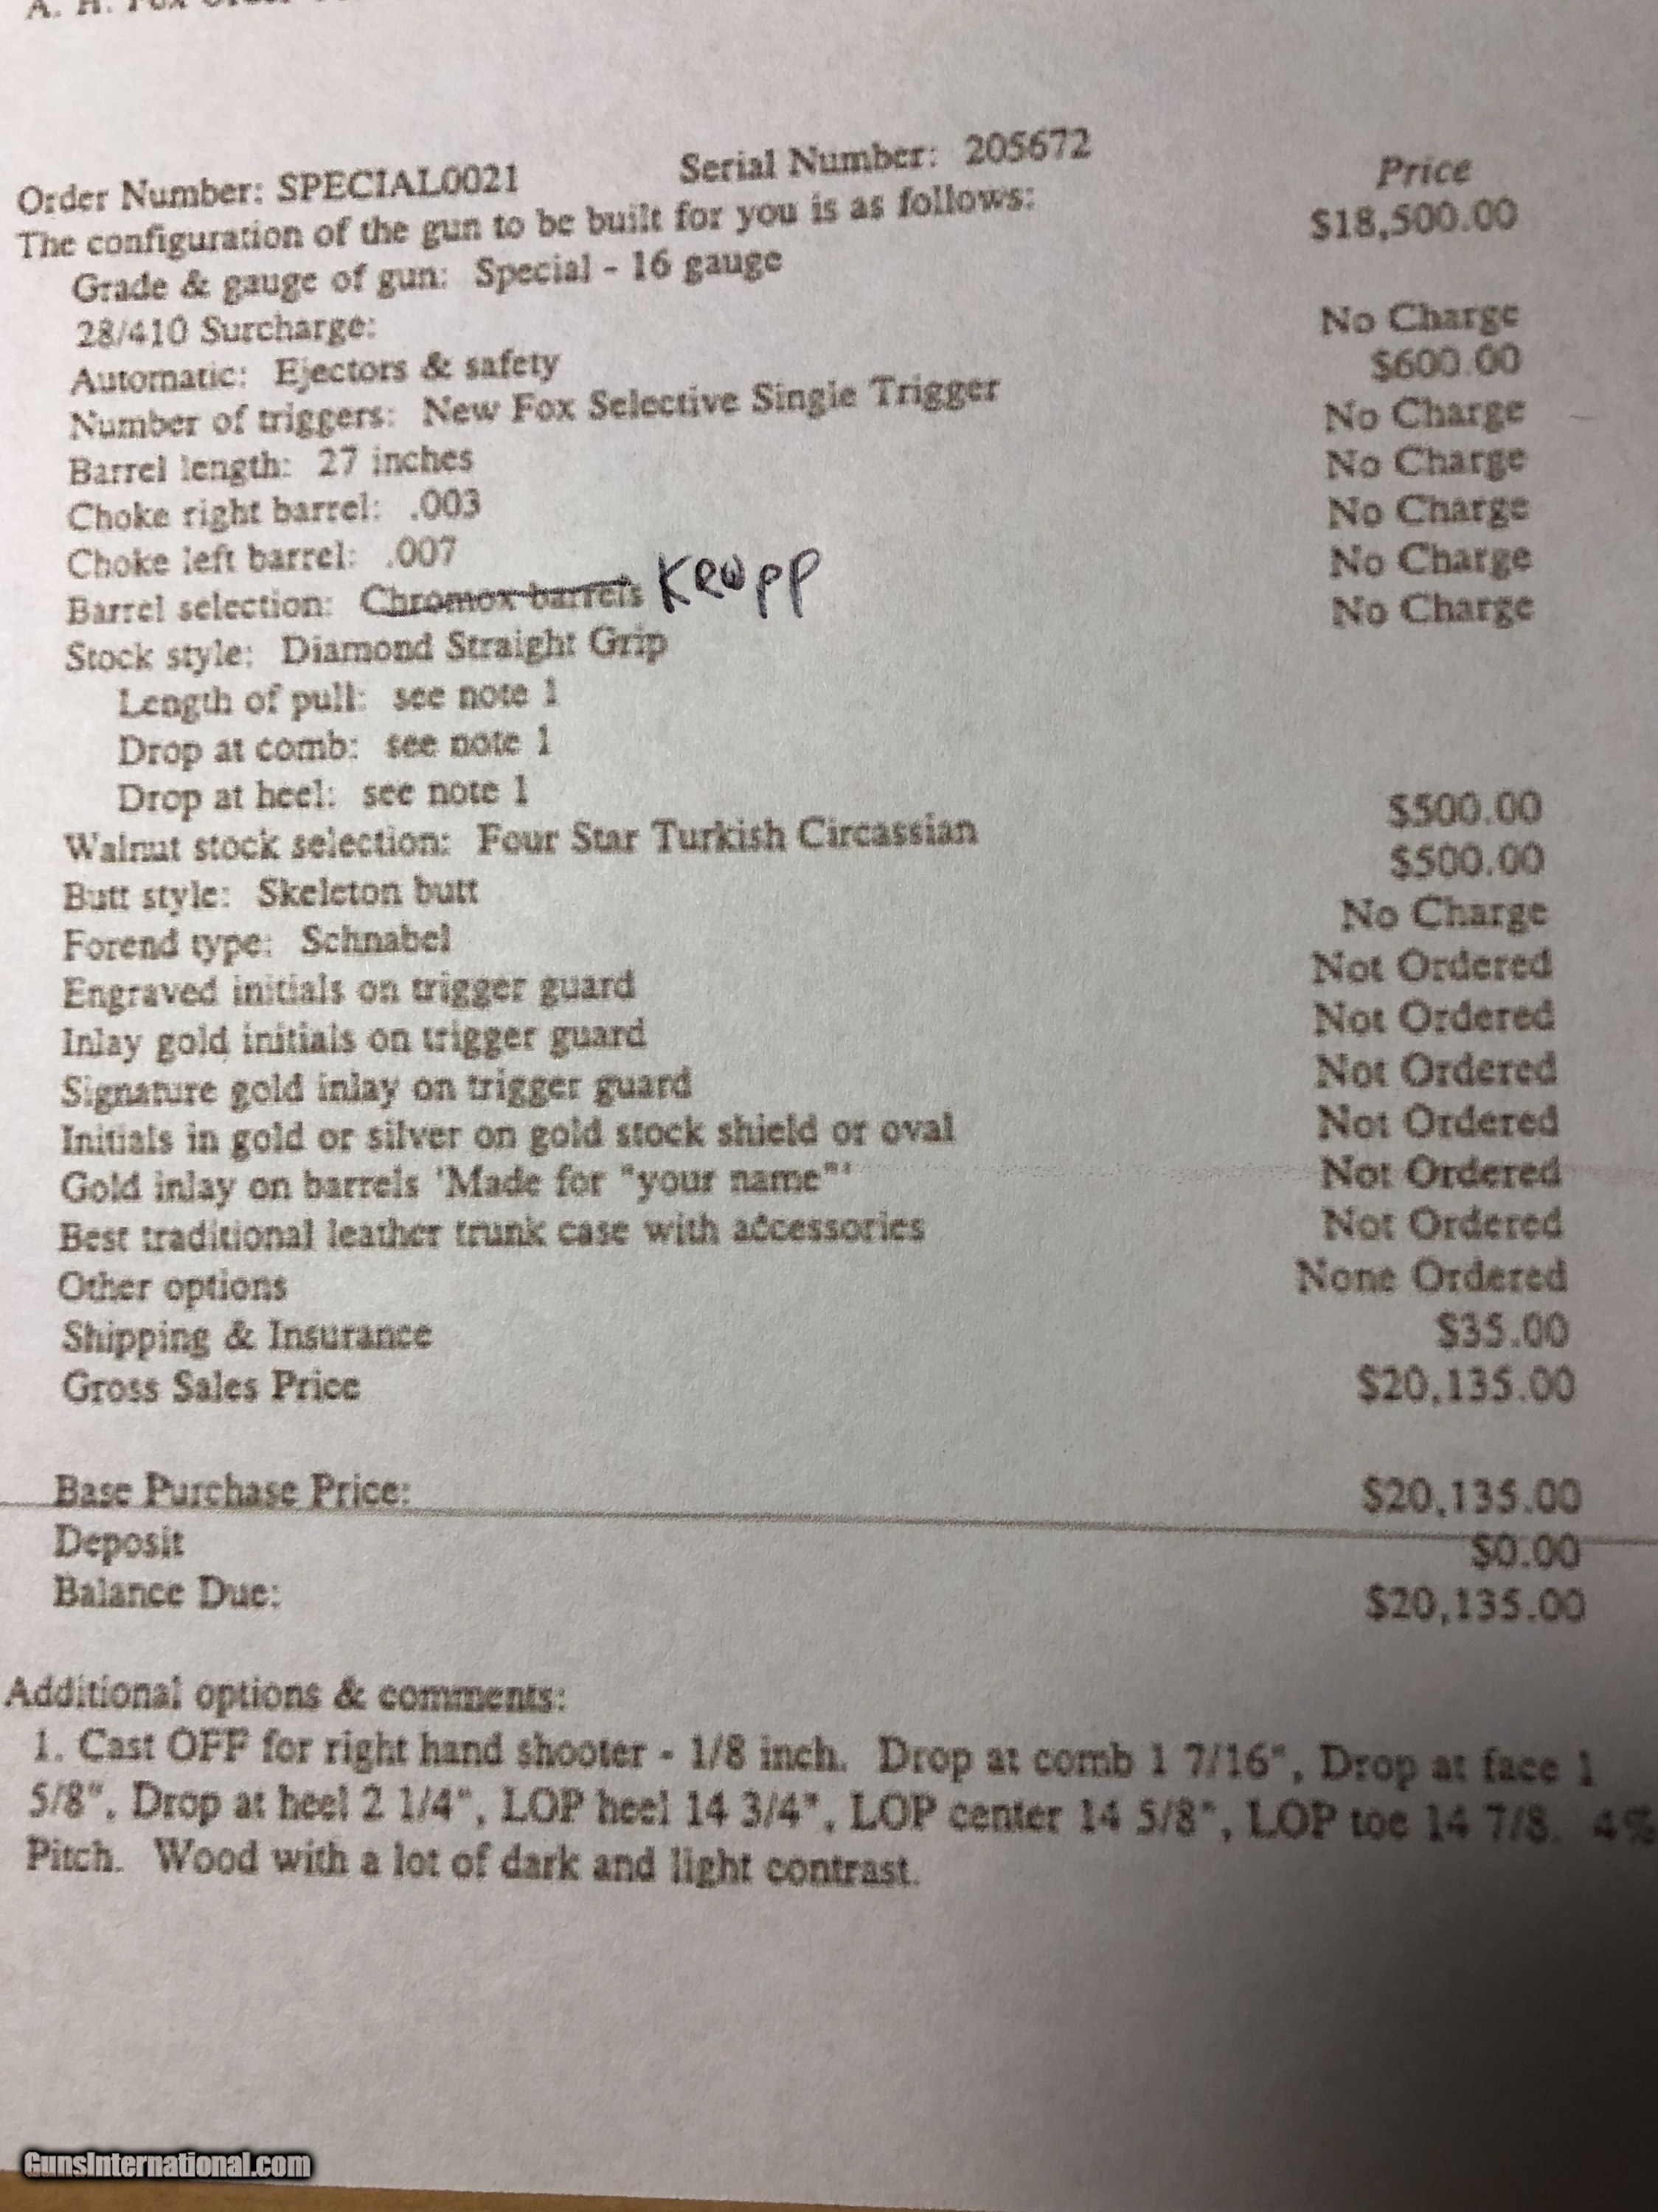 A. H. Fox Order
Order Number: SPECIAL0021 Serial Number: 205672 Price
The configuration of the gun to be built for you is as follows: $18,500.00
Grade & gauge of gun: Special - 16 gauge
28/410 Surcharge: No Charge
Automatic: Ejectors & safety $600.00
Number of triggers: New Fox Selective Single Trigger No Charge
Barrel length: 27 inches No Charge
Choke right barrel: .003 No Charge
Choke left barrel: .007 No Charge
Barrel selection: Chromox barrels Krupp No Charge
Stock style: Diamond Straight Grip
Length of pull: see note 1
Drop at comb: see note 1
Drop at heel: see note 1 $500.00
Walnut stock selection: Four Star Turkish Circassian $500.00
Butt style: Skeleton butt No Charge
Forend type: Schnabel Not Ordered
Engraved initials on trigger guard Not Ordered
Inlay gold initials on trigger guard Not Ordered
Signature gold inlay on trigger guard Not Ordered
Initials in gold or silver on gold stock shield or oval Not Ordered
Gold inlay on barrels 'Made for "your name"' Not Ordered
Best traditional leather trunk case with accessories None Ordered
Other options
Shipping & Insurance $35.00
Gross Sales Price $20,135.00
Base Purchase Price: $20,135.00
Deposit $0.00
Balance Due: $20,135.00
Additional options & comments:
1. Cast OFF for right hand shooter - 1/8 inch. Drop at comb 1 7/16", Drop at face 1
5/8", Drop at heel 2 1/4", LOP heel 14 3/4", LOP center 14 5/8", LOP toe 14 7/8. 4%
Pitch. Wood with a lot of dark and light contrast.
GunsInternational.com